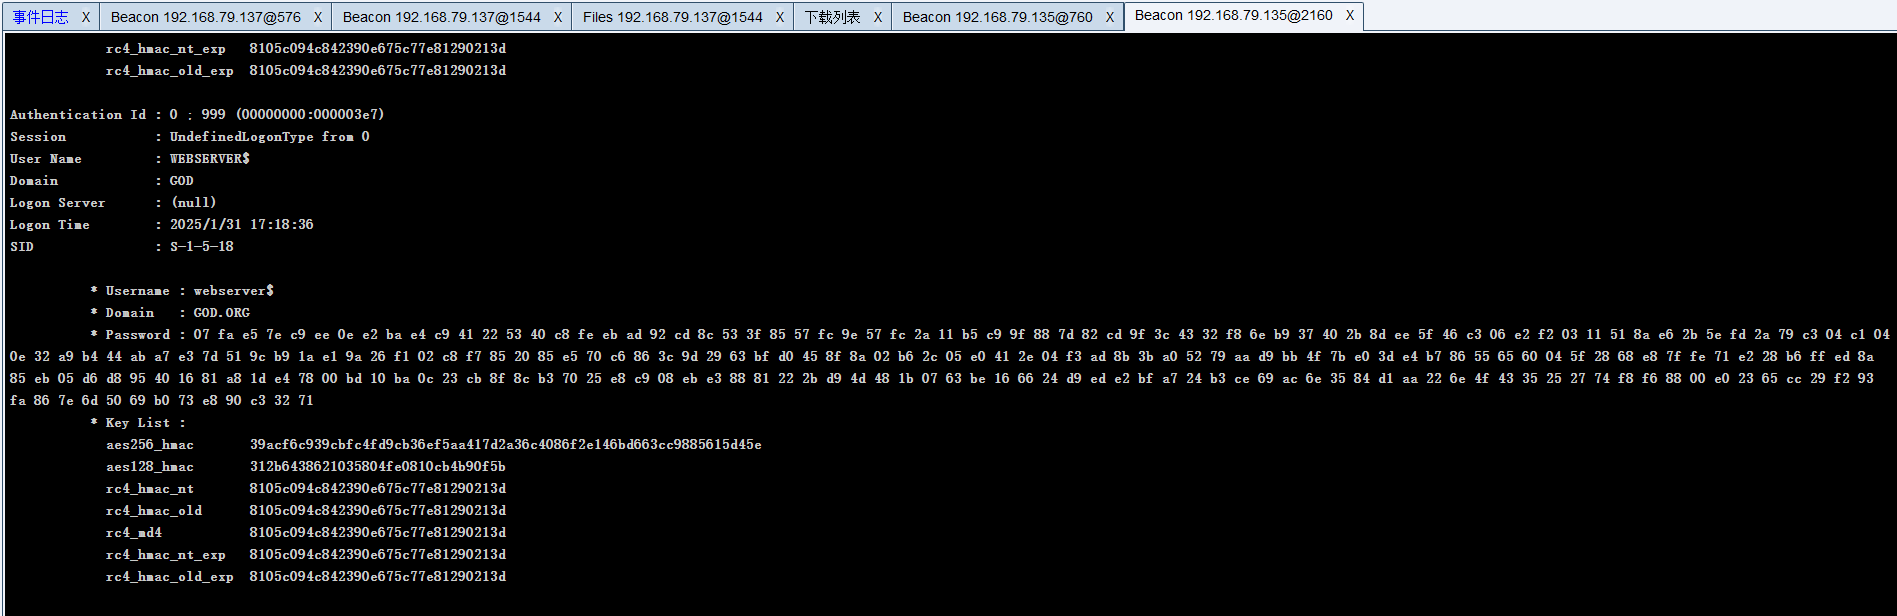 事件日志 X Beacon 192.168.79.137@576 X Beacon 192.168.79.137@1544 X Files 192.168.79.137@1544 X 下载列表 X Beacon 192.168.79.135@760 X Beacon 192.168.79.135@2160 X
rc4_hmac_nt_exp 8105c094c842390e675c77e81290213d
rc4_hmac_old_exp 8105c094c842390e675c77e81290213d
Authentication Id : 0 ; 999 (00000000:000003e7)
Session : UndefinedLogonType from 0
User Name : WEBSERVER$
Domain : GOD
Logon Server : (null)
Logon Time : 2025/1/31 17:18:36
SID : S-1-5-18
* Username : webserver$
* Domain : GOD.ORG
* Password : 07 fa e5 7e c9 ee 0e e2 ba e4 c9 41 22 53 40 c8 fe eb ad 92 cd 8c 53 3f 85 57 fc 9e 57 fc 2a 11 b5 c9 9f 88 7d 82 cd 9f 3c 43 32 f8 6e b9 37 40 2b 8d ee 5f 46 c3 06 e2 f2 03 11 51 8a e6 2b 5e fd 2a 79 c3 04 c1 04
0e 32 a9 b4 44 ab a7 e3 7d 51 9c b9 1a e1 9a 26 f1 02 c8 f7 85 20 85 e5 70 c6 86 3c 9d 29 63 bf d0 45 8f 8a 02 b6 2c 05 e0 41 2e 04 f3 ad 8b 3b a0 52 79 aa d9 bb 4f 7b e0 3d e4 b7 86 55 65 60 04 5f 28 68 e8 7f fe 71 e2 28 b6 ff ed 8a
85 eb 05 d6 d8 95 40 16 81 a8 1d e4 78 00 bd 10 ba 0c 23 cb 8f 8c b3 70 25 e8 c9 08 eb e3 88 81 22 2b d9 4d 48 1b 07 63 be 16 66 24 d9 ed e2 bf a7 24 b3 ce 69 ac 6e 35 84 d1 aa 22 6e 4f 43 35 25 27 74 f8 f6 88 00 e0 23 65 cc 29 f2 93
fa 86 7e 6d 50 69 b0 73 e8 90 c3 32 71
* Key List :
aes256_hmac 39acf6c939cbfc4fd9cb36ef5aa417d2a36c4086f2e146bd663cc9885615d45e
aes128_hmac 312b6438621035804fe0810cb4b90f5b
rc4_hmac_nt 8105c094c842390e675c77e81290213d
rc4_hmac_old 8105c094c842390e675c77e81290213d
rc4_md4 8105c094c842390e675c77e81290213d
rc4_hmac_nt_exp 8105c094c842390e675c77e81290213d
rc4_hmac_old_exp 8105c094c842390e675c77e81290213d